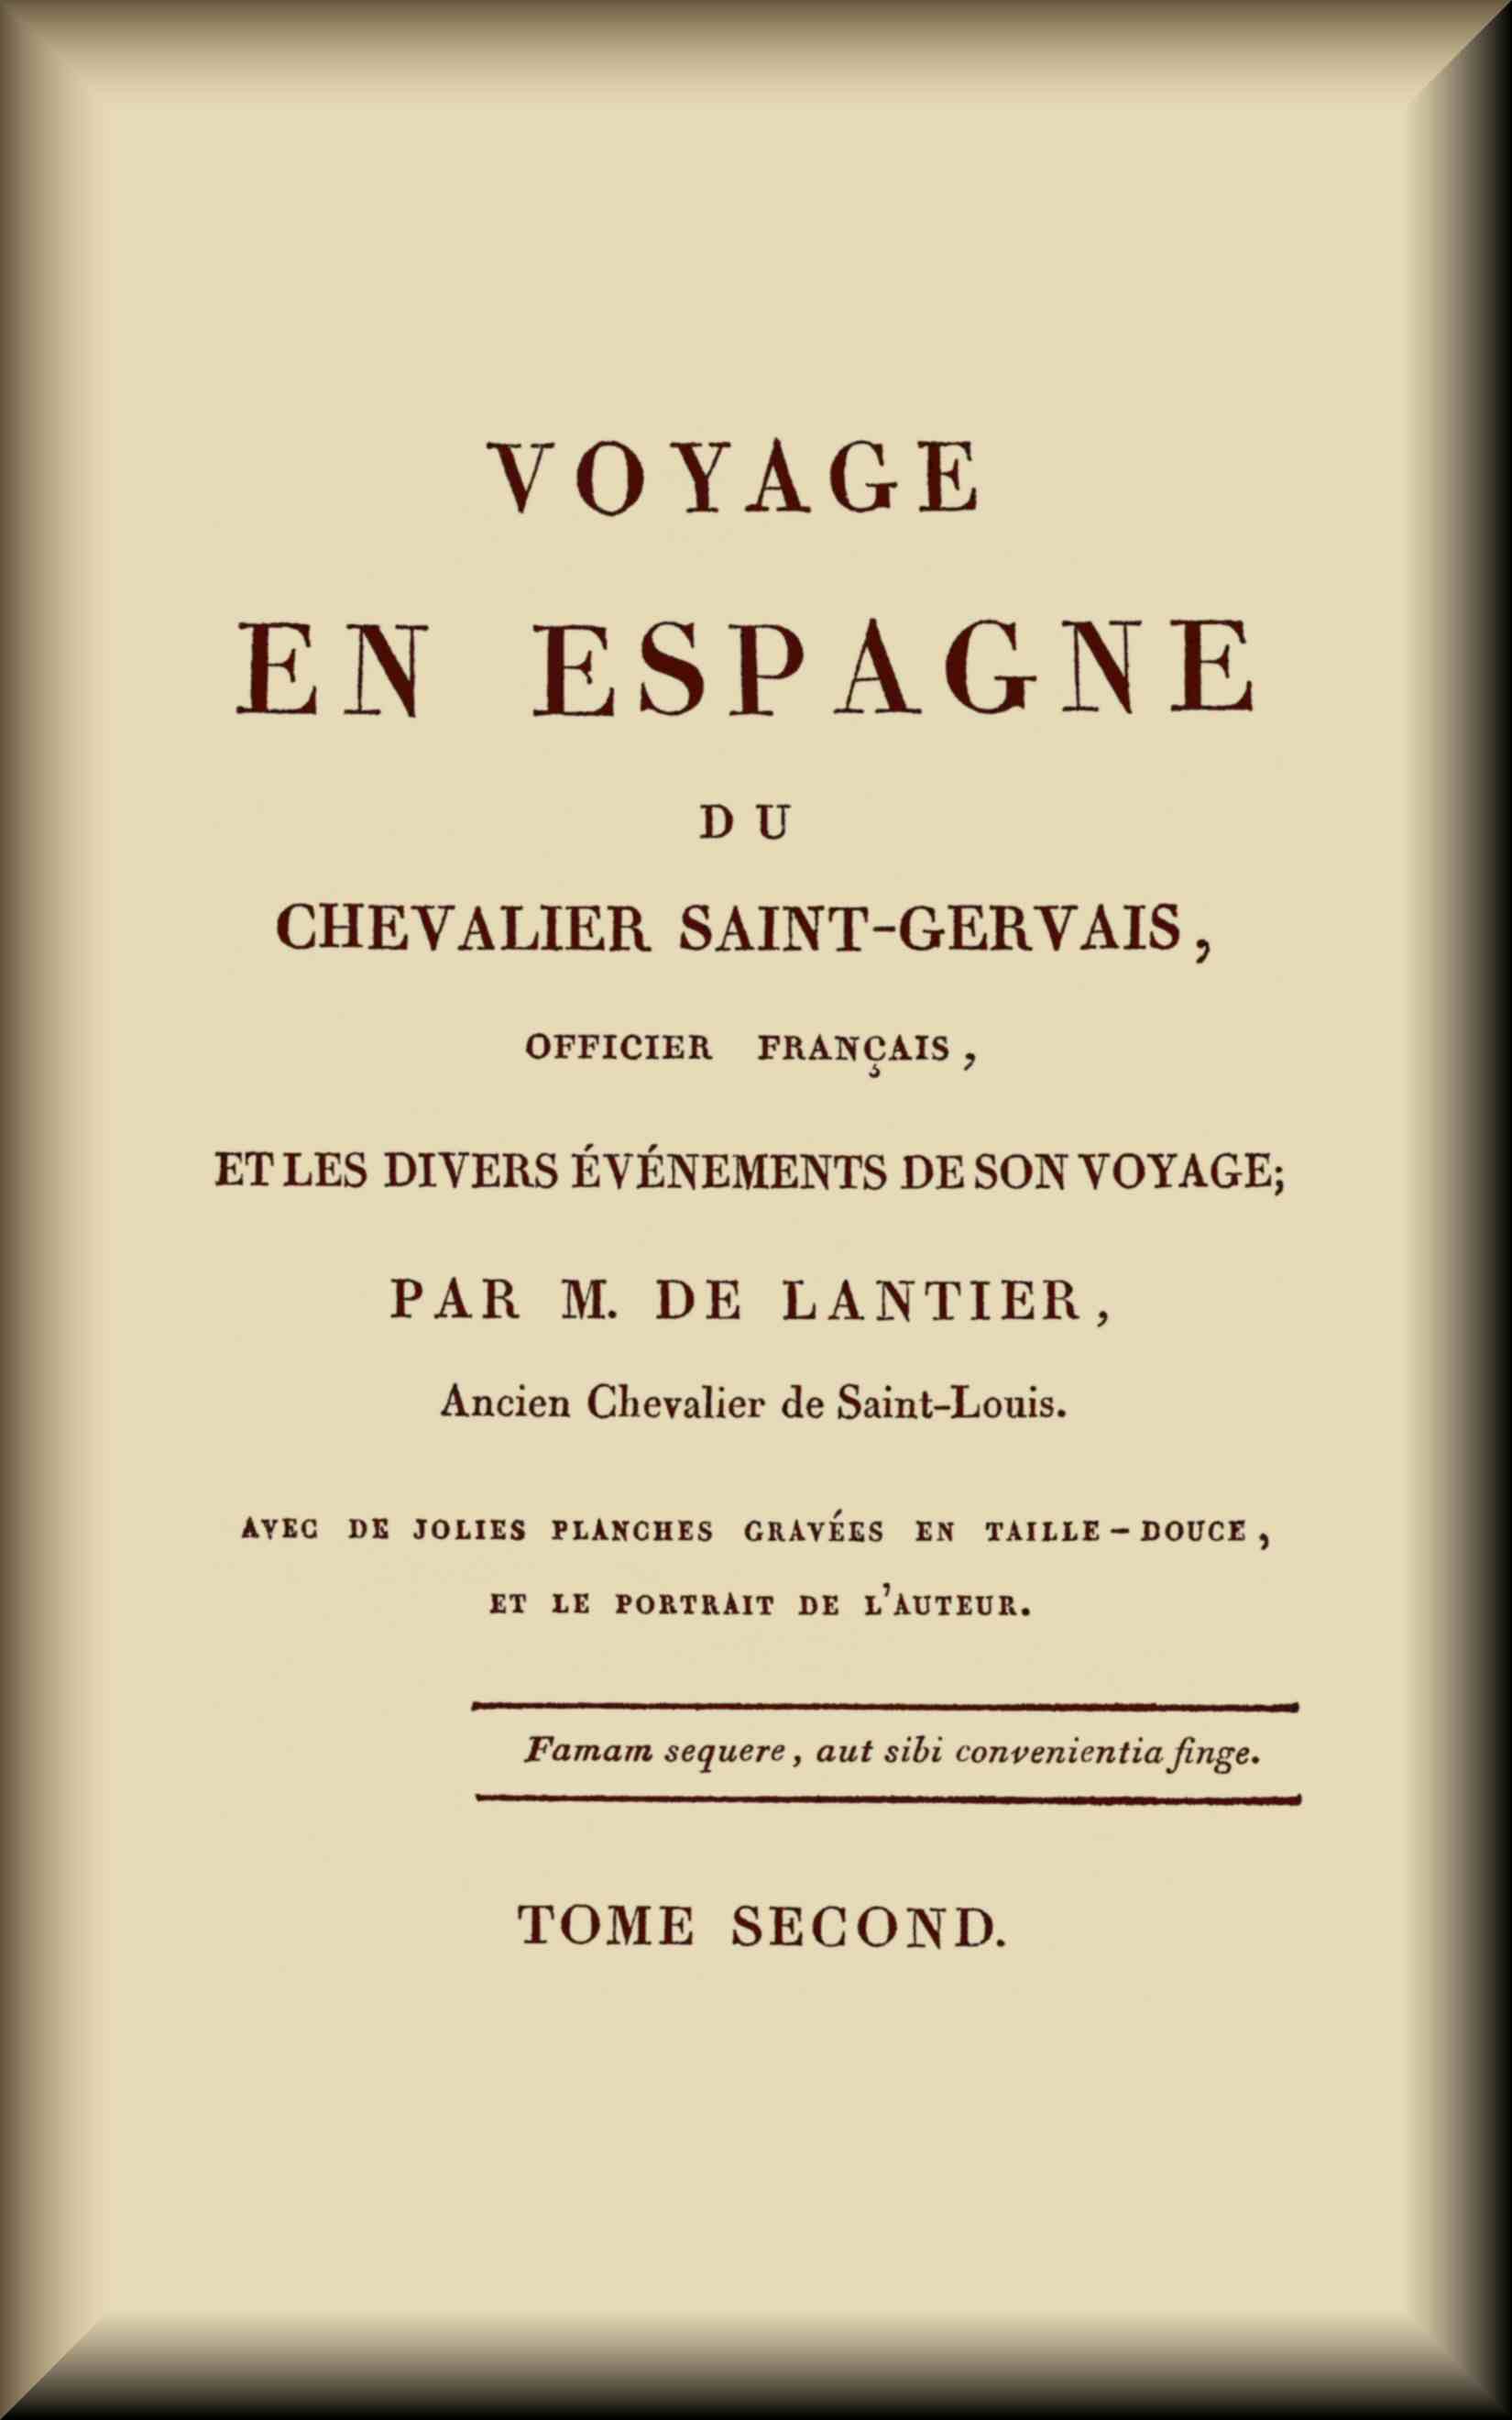 VOYAGE
EN ESPAGNE
DU
CHEVALIER SAINT-GERVAIS,
OFFICIER FRANÇAIS,
ET LES DIVERS ÉVÉNEMENTS DE SON VOYAGE;
PAR M. DE LANTIER,
Ancien Chevalier de Saint-Louis.
AVEC DE JOLIES PLANCHES GRAVÉES EN TAILLE-DOUCE,
ET LE PORTRAIT DE L'AUTEUR.
Famam sequere, aut sibi convenientia finge.
TOME SECOND.